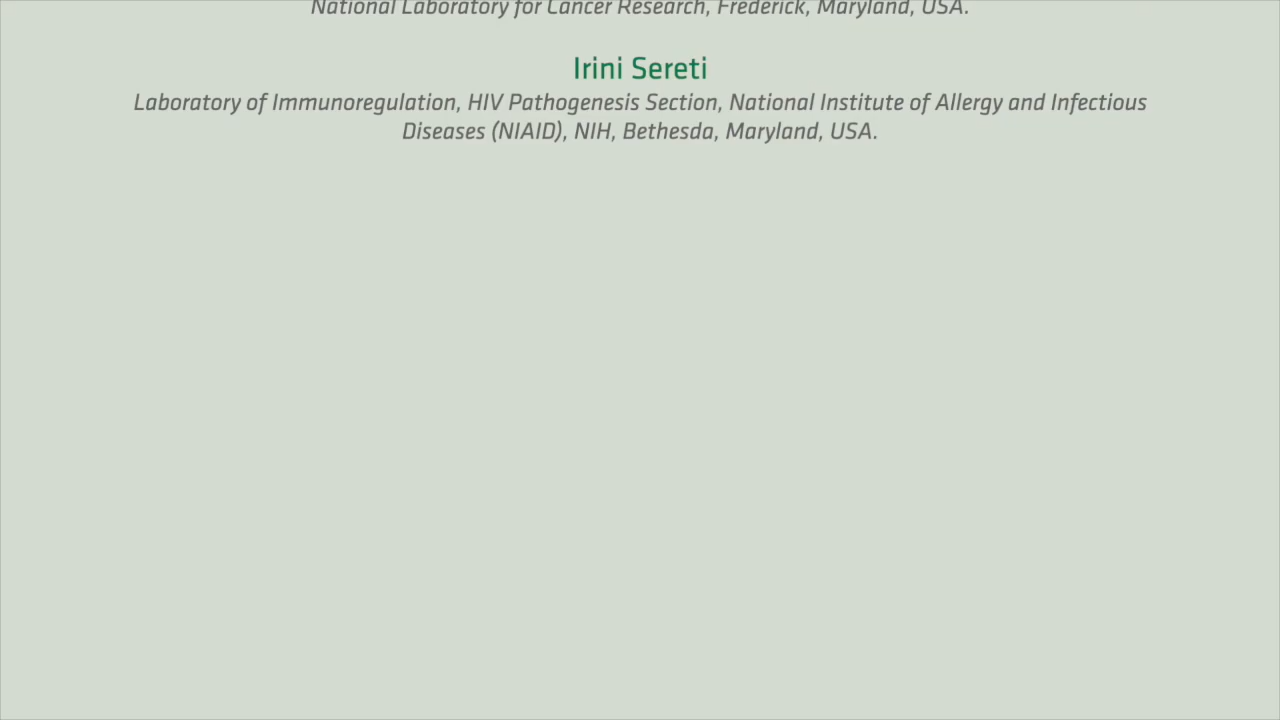 National Laboratory for Cancer Research, Frederick, Maryland, USA.
Irini Sereti
Laboratory of Immunoregulation, HIV Pathogenesis Section, National Institute of Allergy and Infectious
Diseases (NIAID), NIH, Bethesda, Maryland, USA.